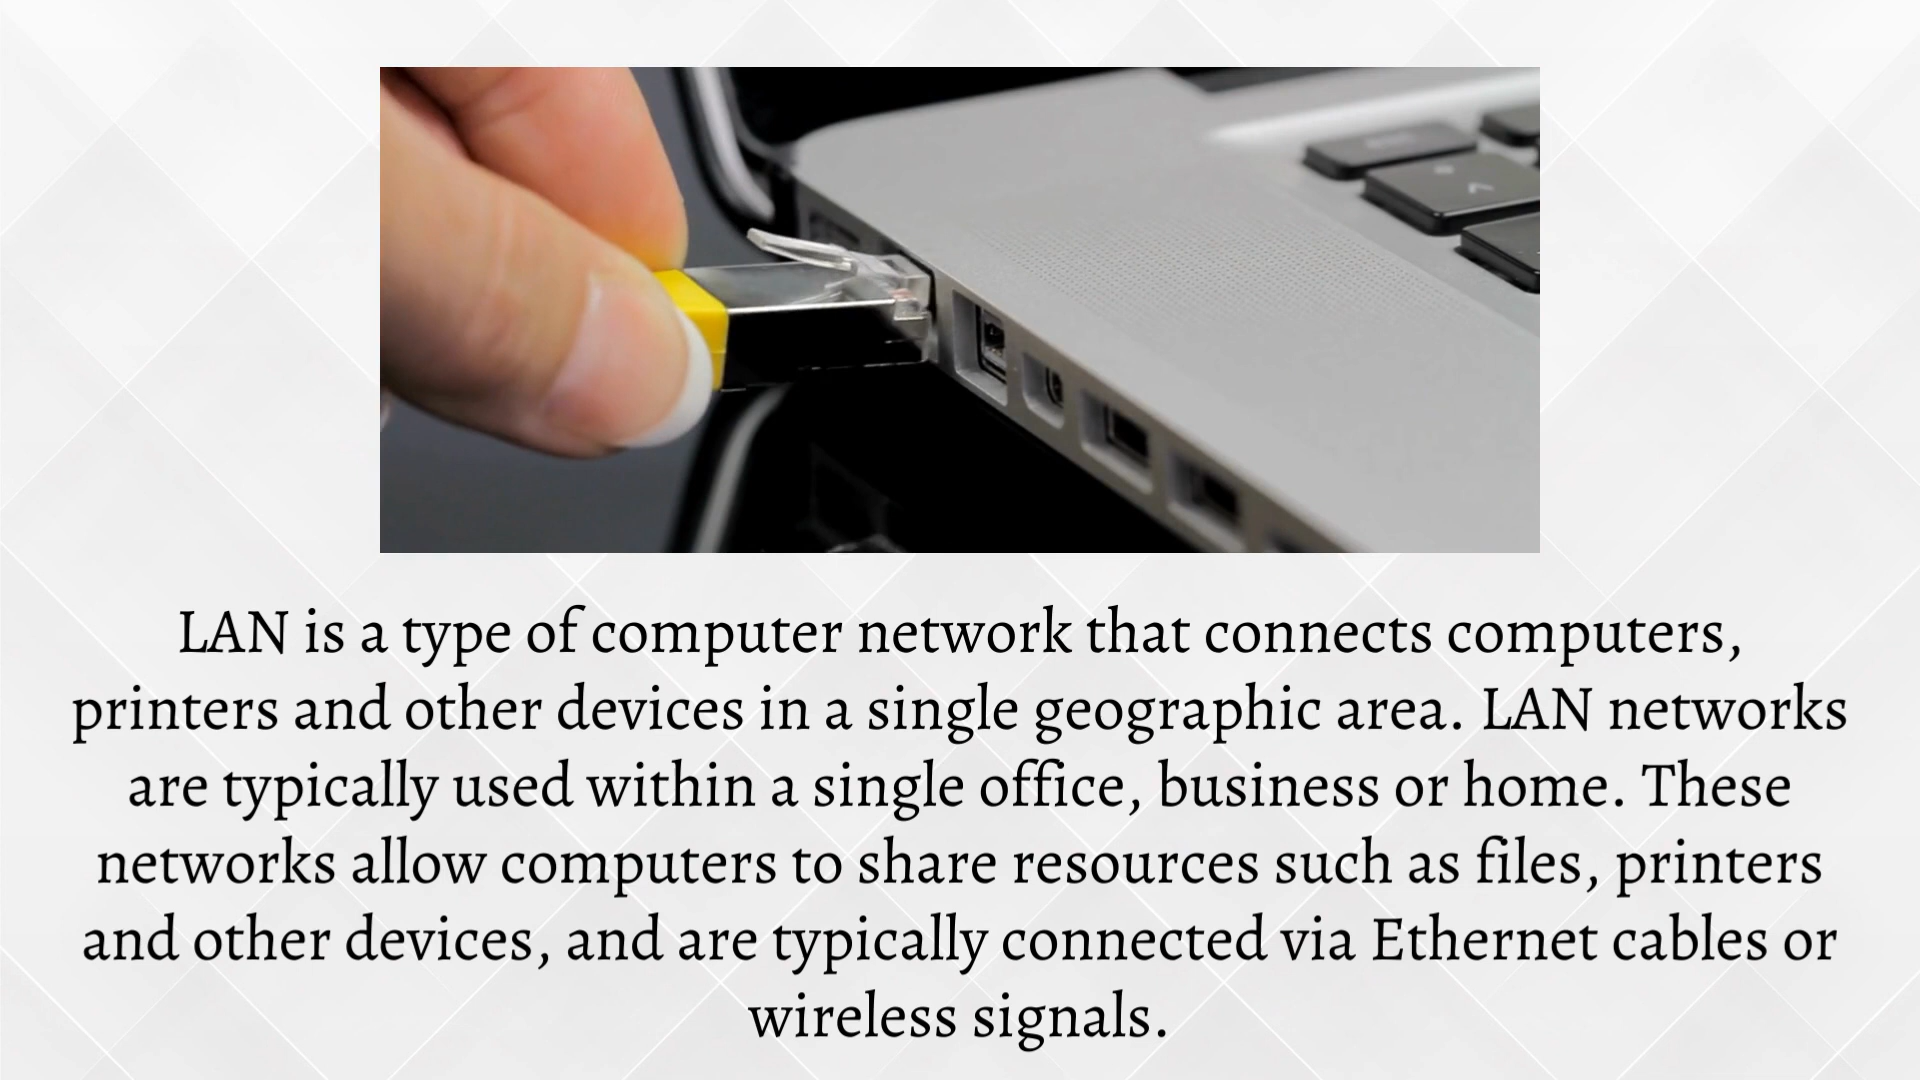 LAN is a type of computer network that connects computers,
printers and other devices in a single geographic area. LAN networks
are typically used within a single office, business or home. These
networks allow computers to share resources such as files, printers
and other devices, and are typically connected via Ethernet cables or
wireless signals.